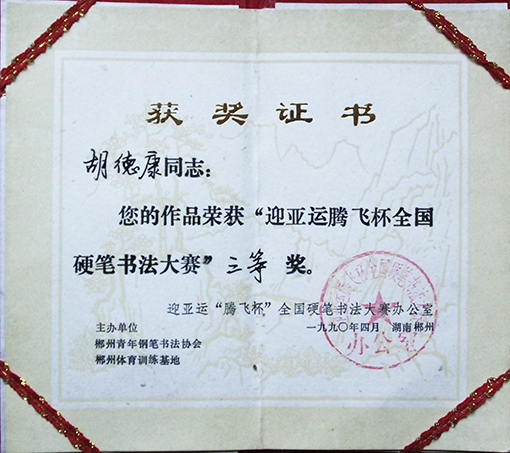 获奖证书
胡德康同志:
您的作品荣获“迎亚运腾飞杯全国
硬笔书法大赛”三等奖。
迎亚运“腾飞杯”全国硬笔书法大赛办公室
一九九〇年四月 湖南郴州
主办单位
郴州青年钢笔书法协会
郴州体育训练基地
办公室